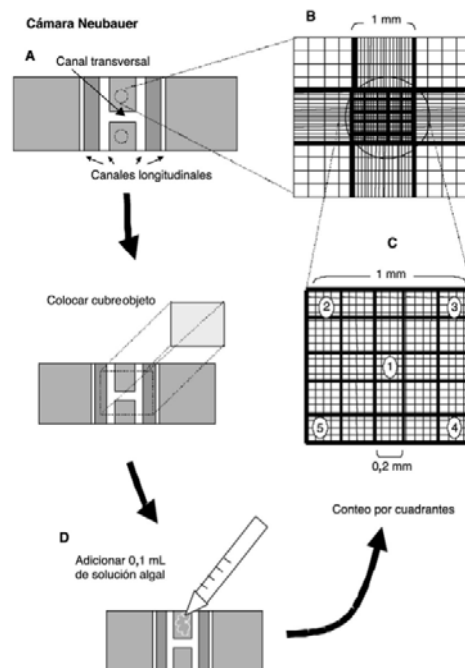 Cámara Neubauer
A
Canal transversal
Canales longitudinales
B
1 mm
C
1 mm
2
3
1
5
4
0,2 mm
Colocar cubreobjeto
Conteo por cuadrantes
D
Adicionar 0,1 mL
de solución algal